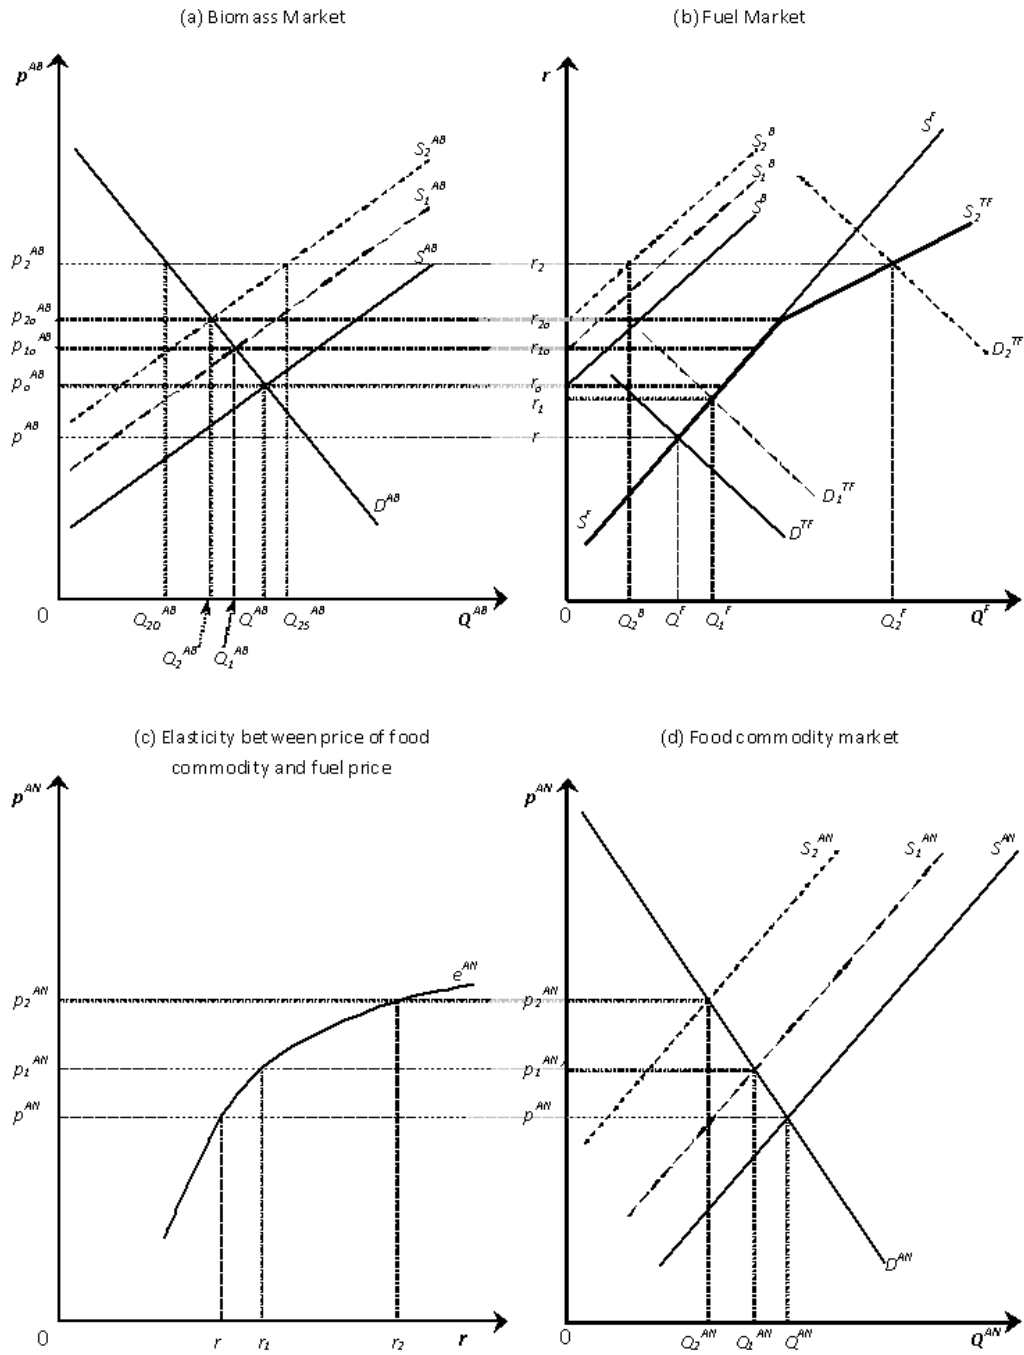 (a) Biomass Market
p^AB
S_2^AB
S_1^AB
S^AB
p_2^AB
p_2o^AB
p_1o^AB
p_o^AB
p^AB
D^AB
0
Q_2D^AB
Q^AB
Q_2S^AB
Q^AB
Q_2^AB
Q_1^AB
(b) Fuel Market
r
S^F
S_2^B
S_1^B
S^B
S_2^TF
r_2
r_2o
D_2^TF
r_1o
r_o
r_1
r
D_1^TF
S^F
D^TF
0
Q_2^B
Q^F
Q_1^F
Q_2^F
Q^F
(c) Elasticity between price of food
commodity and fuel price
p^AN
e^AN
p_2^AN
p_1^AN
p^AN
0
r
r_1
r_2
r
(d) Food commodity market
p^AN
S_2^AN
S_1^AN
S^AN
p_2^AN
p_1^AN
p^AN
D^AN
0
Q_2^AN
Q_1^AN
Q^AN
Q^AN